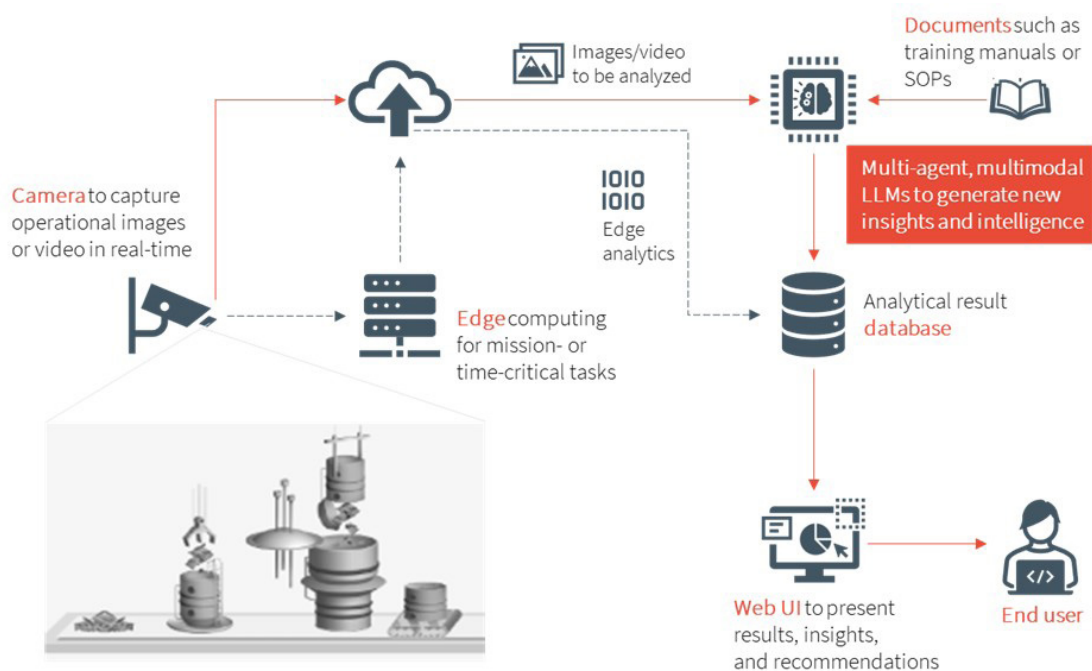 Images/video
to be analyzed
Documents such as
training manuals or
SOPs
Camera to capture
operational images
or video in real-time
1010
1010
Edge
analytics
Multi-agent, multimodal
LLMs to generate new
insights and intelligence
Edge computing
for mission- or
time-critical tasks
Analytical result
database
</>
Web UI to present
results, insights,
and recommendations
End user